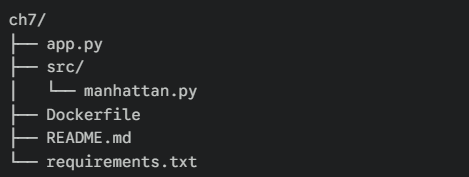 ch7/
├── app.py
├── src/
│   └── manhattan.py
├── Dockerfile
├── README.md
└── requirements.txt